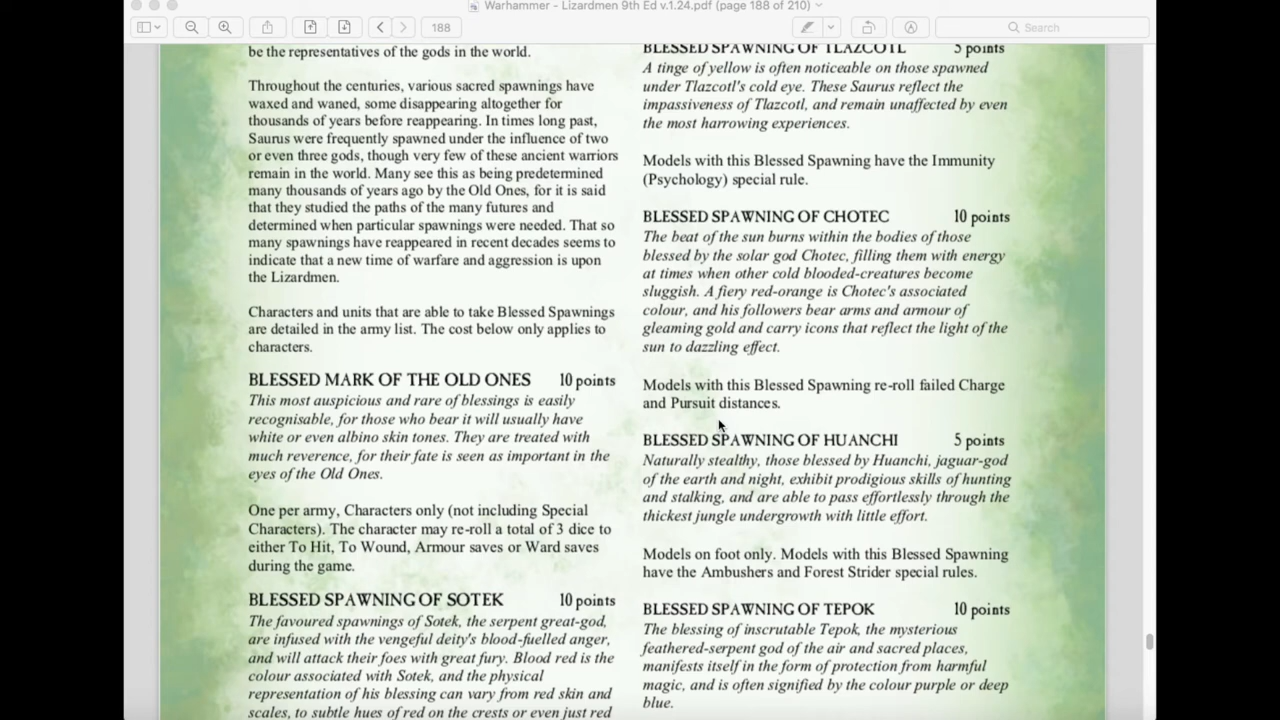 Warhammer - Lizardmen 9th Ed v.1.24.pdf (page 188 of 210)
188
Search
be the representatives of the gods in the world.
Throughout the centuries, various sacred spawnings have
waxed and waned, some disappearing altogether for
thousands of years before reappearing. In times long past,
Saurus were frequently spawned under the influence of two
or even three gods, though very few of these ancient warriors
remain in the world. Many see this as being predetermined
many thousands of years ago by the Old Ones, for it is said
that they studied the paths of the many futures and
determined when particular spawnings were needed. That so
many spawnings have reappeared in recent decades seems to
indicate that a new time of warfare and aggression is upon
the Lizardmen.
Characters and units that are able to take Blessed Spawnings
are detailed in the army list. The cost below only applies to
characters.
BLESSED MARK OF THE OLD ONES 10 points
This most auspicious and rare of blessings is easily
recognisable, for those who bear it will usually have
white or even albino skin tones. They are treated with
much reverence, for their fate is seen as important in the
eyes of the Old Ones.
One per army, Characters only (not including Special
Characters). The character may re-roll a total of 3 dice to
either To Hit, To Wound, Armour saves or Ward saves
during the game.
BLESSED SPAWNING OF SOTEK 10 points
The favoured spawnings of Sotek, the serpent great-god,
are infused with the vengeful deity's blood-fuelled anger,
and will attack their foes with great fury. Blood red is the
colour associated with Sotek, and the physical
representation of his blessing can vary from red skin and
scales, to subtle hues of red on the crests or even just red
BLESSED SPAWNING OF TLAZCOTL 5 points
A tinge of yellow is often noticeable on those spawned
under Tlazcotl's cold eye. These Saurus reflect the
impassiveness of Tlazcotl, and remain unaffected by even
the most harrowing experiences.
Models with this Blessed Spawning have the Immunity
(Psychology) special rule.
BLESSED SPAWNING OF CHOTEC 10 points
The beat of the sun burns within the bodies of those
blessed by the solar god Chotec, filling them with energy
at times when other cold blooded-creatures become
sluggish. A fiery red-orange is Chotec's associated
colour, and his followers bear arms and armour of
gleaming gold and carry icons that reflect the light of the
sun to dazzling effect.
Models with this Blessed Spawning re-roll failed Charge
and Pursuit distances.
BLESSED SPAWNING OF HUANCHI 5 points
Naturally stealthy, those blessed by Huanchi, jaguar-god
of the earth and night, exhibit prodigious skills of hunting
and stalking, and are able to pass effortlessly through the
thickest jungle undergrowth with little effort.
Models on foot only. Models with this Blessed Spawning
have the Ambushers and Forest Strider special rules.
BLESSED SPAWNING OF TEPOK 10 points
The blessing of inscrutable Tepok, the mysterious
feathered-serpent god of the air and sacred places,
manifests itself in the form of protection from harmful
magic, and is often signified by the colour purple or deep
blue.